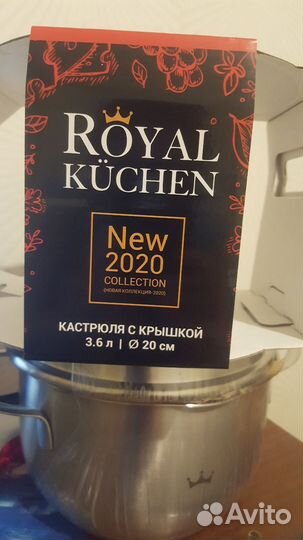 ROYAL
KÜCHEN
New
2020
COLLECTION
(НОВАЯ КОЛЛЕКЦИЯ-2020)
КАСТРЮЛЯ С КРЫШКОЙ
3.6 л | Ø 20 см
Avito